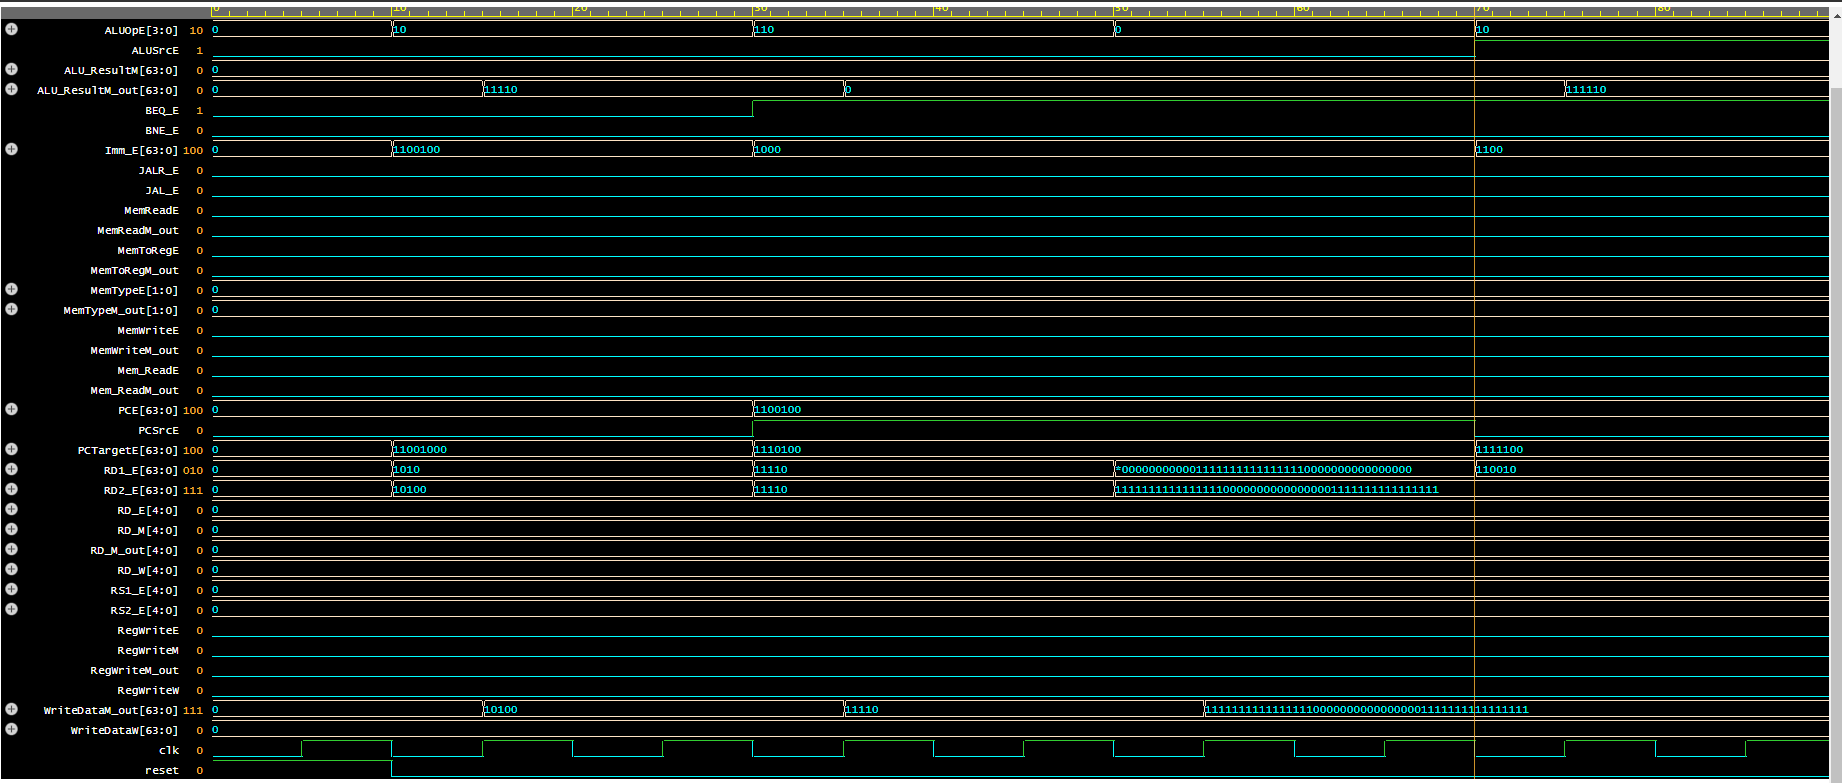 0 10 20 30 40 50 60 70 80
ALUOpE[3:0] 10 0 10 110 0 10
ALUSrcE 1
ALU_ResultM[63:0] 0 0
ALU_ResultM_out[63:0] 0 0 11110 0 111110
BEQ_E 1
BNE_E 0
Imm_E[63:0] 100 0 1100100 1000 1100
JALR_E 0
JAL_E 0
MemReadE 0
MemReadM_out 0
MemToRegE 0
MemToRegM_out 0
MemTypeE[1:0] 0 0
MemTypeM_out[1:0] 0 0
MemWriteE 0
MemWriteM_out 0
Mem_ReadE 0
Mem_ReadM_out 0
PCE[63:0] 100 0 1100100
PCSrcE 0
PCTargetE[63:0] 100 0 11001000 1110100 1111100
RD1_E[63:0] 010 0 1010 11110 110010
RD2_E[63:0] 111 0 10100 11110
RD_E[4:0] 0 0
RD_M[4:0] 0 0
RD_M_out[4:0] 0 0
RD_W[4:0] 0 0
RS1_E[4:0] 0 0
RS2_E[4:0] 0 0
RegWriteE 0
RegWriteM 0
RegWriteM_out 0
RegWriteW 0
WriteDataM_out[63:0] 111 0 10100 11110
WriteDataW[63:0] 0 0
clk 0
reset 0